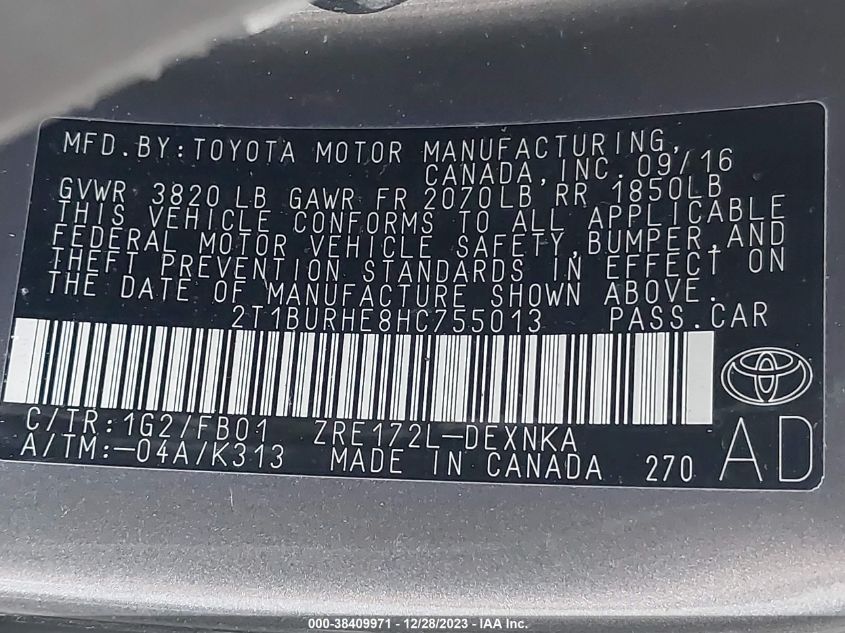 MFD.BY:TOYOTA MOTOR MANUFACTURING,
CANADA,INC. 09/16
GVWR 3820 LB GAWR FR 2070LB RR 1850LB
THIS VEHICLE CONFORMS TO ALL APPLICABLE
FEDERAL MOTOR VEHICLE SAFETY,BUMPER,AND
THEFT PREVENTION STANDARDS IN EFFECT ON
THE DATE OF MANUFACTURE SHOWN ABOVE.
2T1BURHE8HC755013 PASS.CAR
C/TR:1G2/FB01 ZRE172L-DEXNKA
A/TM:-04A/K313 MADE IN CANADA 270
AD
000-38409971 - 12/28/2023 - IAA Inc.